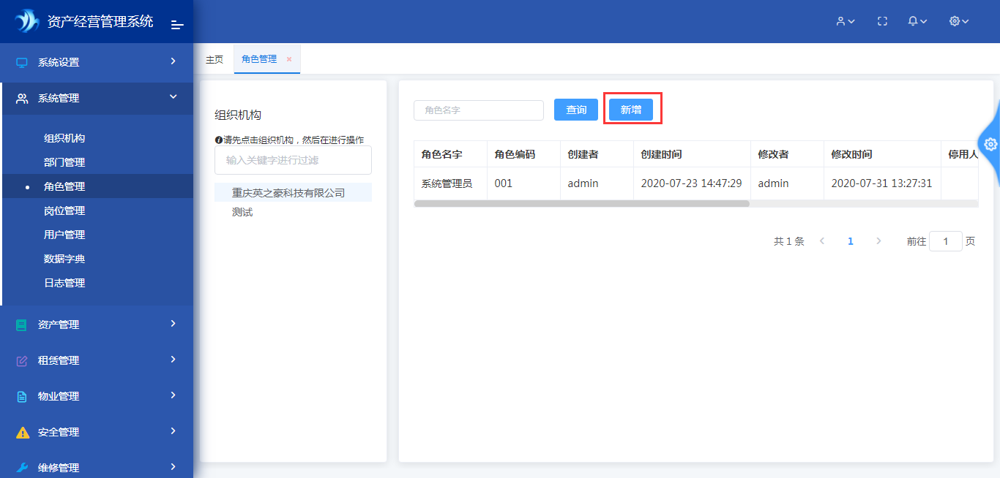 资产经营管理系统
系统设置
系统管理
组织机构
部门管理
角色管理
岗位管理
用户管理
数据字典
日志管理
资产管理
租赁管理
物业管理
安全管理
维修管理
主页 角色管理 ×
组织机构
请先点击组织机构，然后在进行操作
输入关键字进行过滤
重庆英之豪科技有限公司
测试
角色名字 查询 新增
角色名字 角色编码 创建者 创建时间 修改者 修改时间 停用人
系统管理员 001 admin 2020-07-23 14:47:29 admin 2020-07-31 13:27:31
共 1 条 1 前往 1 页